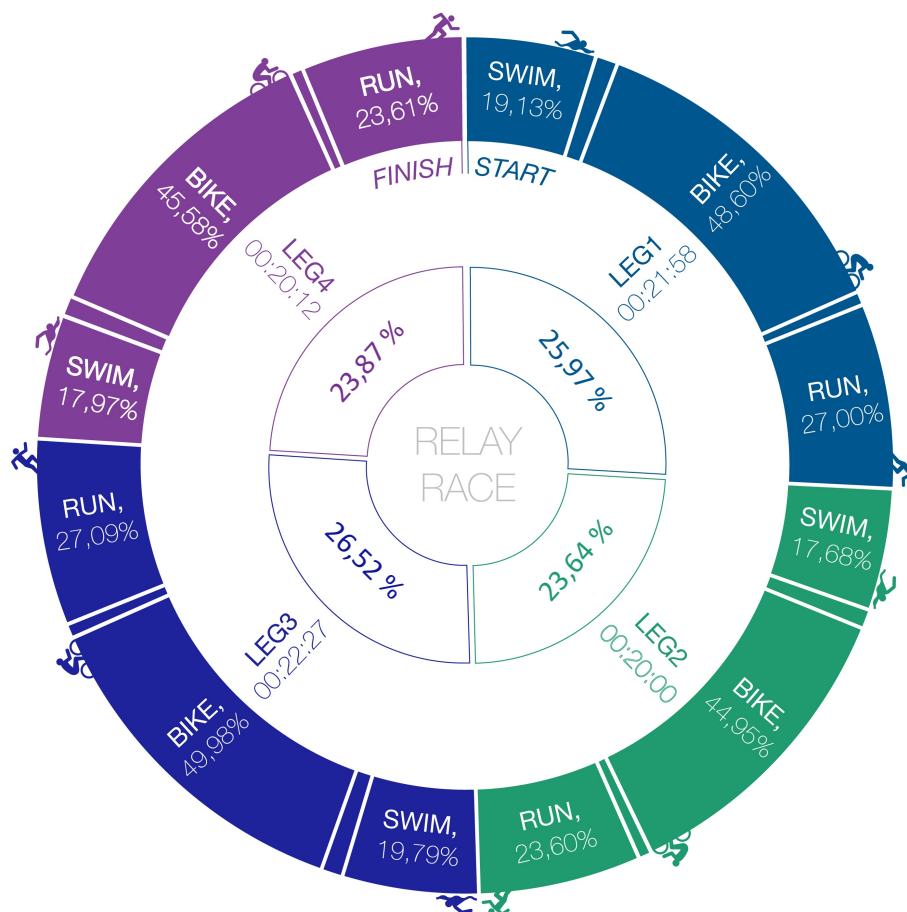 SWIM,
19,13%
BIKE,
48,60%
RUN,
27,00%
SWIM,
17,68%
BIKE,
44,95%
RUN,
23,60%
SWIM,
19,79%
BIKE,
49,98%
RUN,
27,09%
SWIM,
17,97%
BIKE,
45,58%
RUN,
23,61%
FINISH
START
LEG1
00:21:58
LEG2
00:20:00
LEG3
00:22:27
LEG4
00:20:12
25,97 %
23,64 %
26,52 %
23,87 %
RELAY
RACE